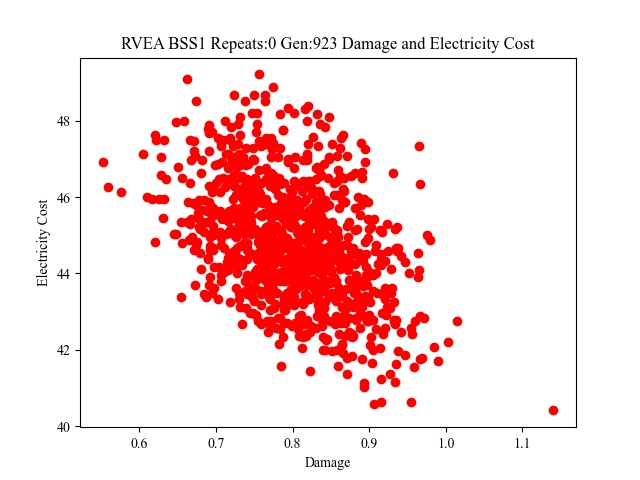 RVEA BSS1 Repeats:0 Gen:923 Damage and Electricity Cost
Electricity Cost
48
46
44
42
40
0.6 0.7 0.8 0.9 1.0 1.1
Damage